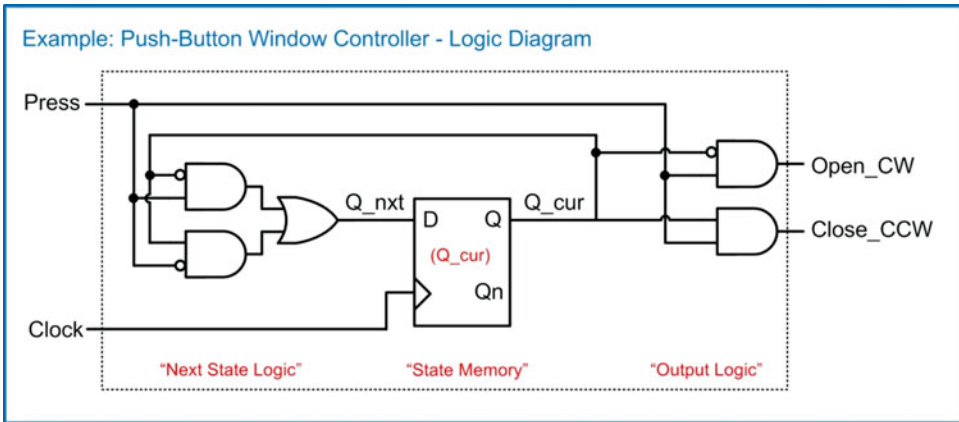 Example: Push-Button Window Controller - Logic Diagram
Press
Open_CW
Q_nxt
Q_cur
D
Q
Close_CCW
(Q_cur)
Qn
Clock
“Next State Logic”
“State Memory”
“Output Logic”